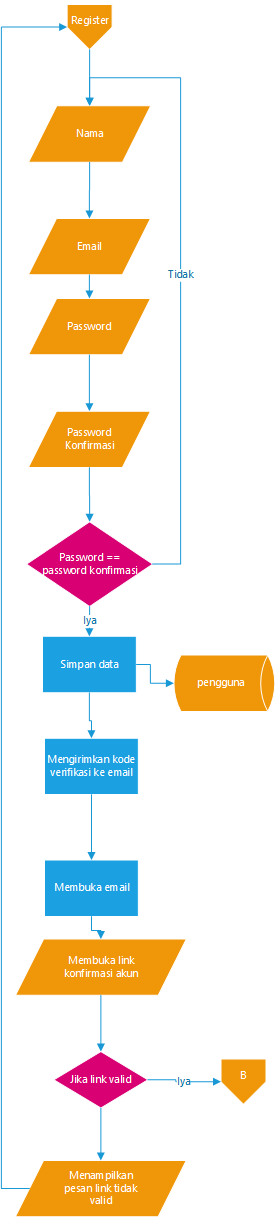 Register
Nama
Email
Tidak
Password
Password
Konfirmasi
Password ==
password konfirmasi
Iya
Simpan data
pengguna
Mengirimkan kode
verifikasi ke email
Membuka email
Membuka link
konfirmasi akun
Jika link valid
Iya
B
Menampilkan
pesan link tidak
valid